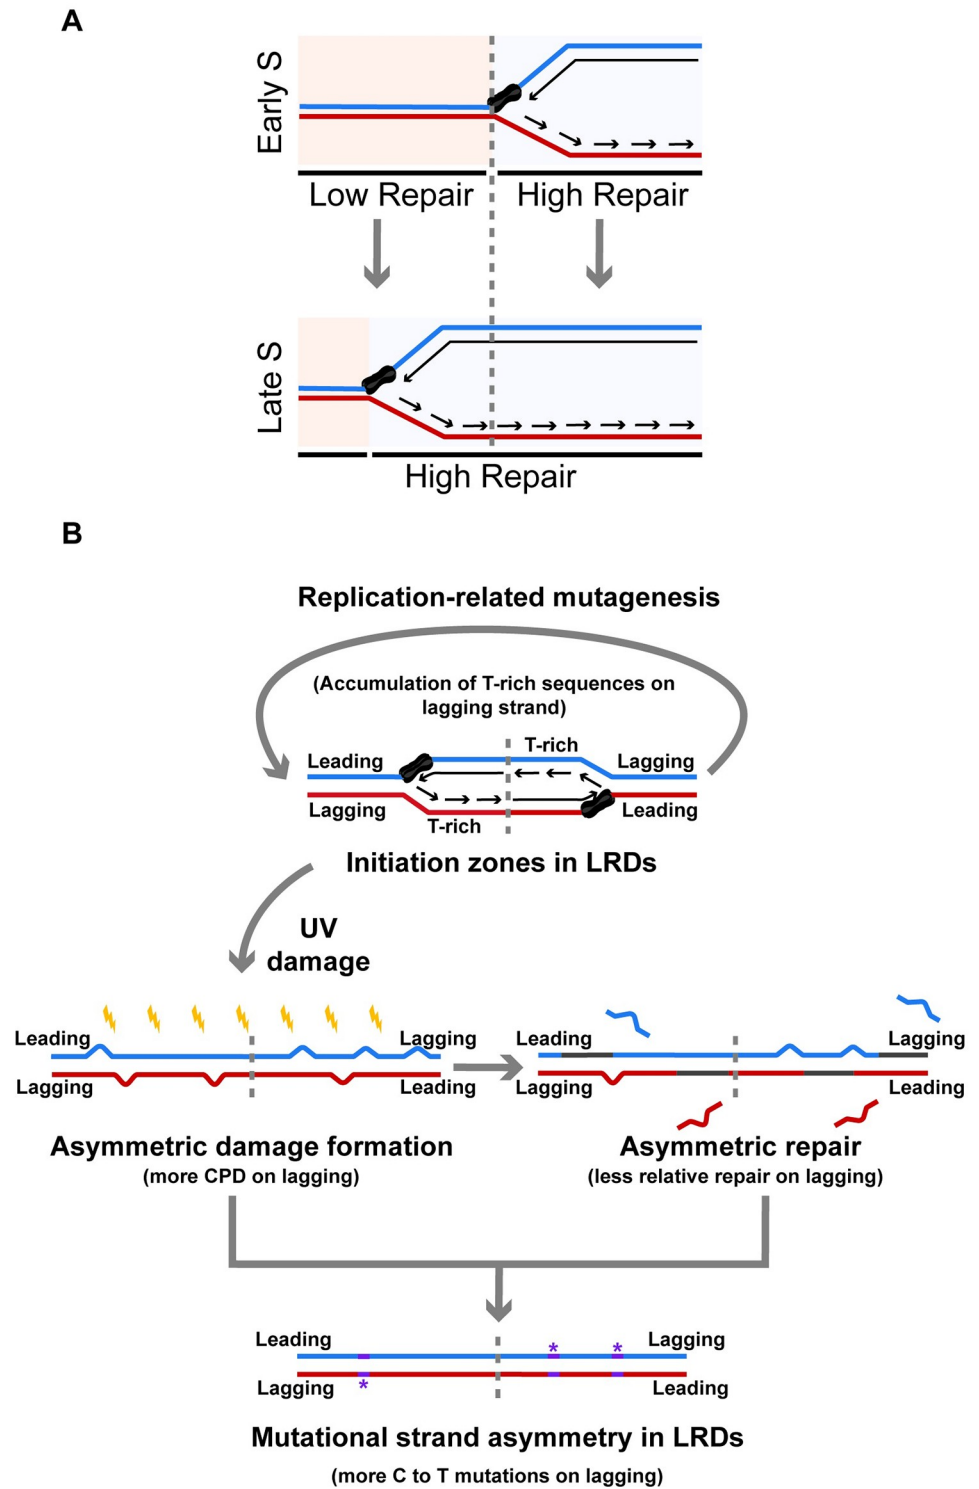 A
Early S
Low Repair
High Repair
Late S
High Repair
B
Replication-related mutagenesis
(Accumulation of T-rich sequences on
lagging strand)
T-rich
Leading
Lagging
Lagging
Leading
T-rich
Initiation zones in LRDs
UV
damage
Leading
Lagging
Lagging
Leading
Leading
Lagging
Lagging
Leading
Asymmetric damage formation
(more CPD on lagging)
Asymmetric repair
(less relative repair on lagging)
Leading
Lagging
* *
Lagging
*
Leading
Mutational strand asymmetry in LRDs
(more C to T mutations on lagging)